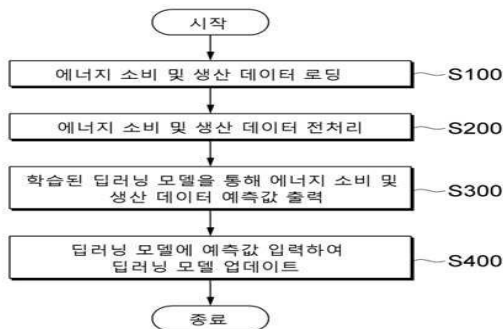 시작
에너지 소비 및 생산 데이터 로딩
S100
에너지 소비 및 생산 데이터 전처리
S200
학습된 딥러닝 모델을 통해 에너지 소비 및
생산 데이터 예측값 출력
S300
딥러닝 모델에 예측값 입력하여
딥러닝 모델 업데이트
S400
종료